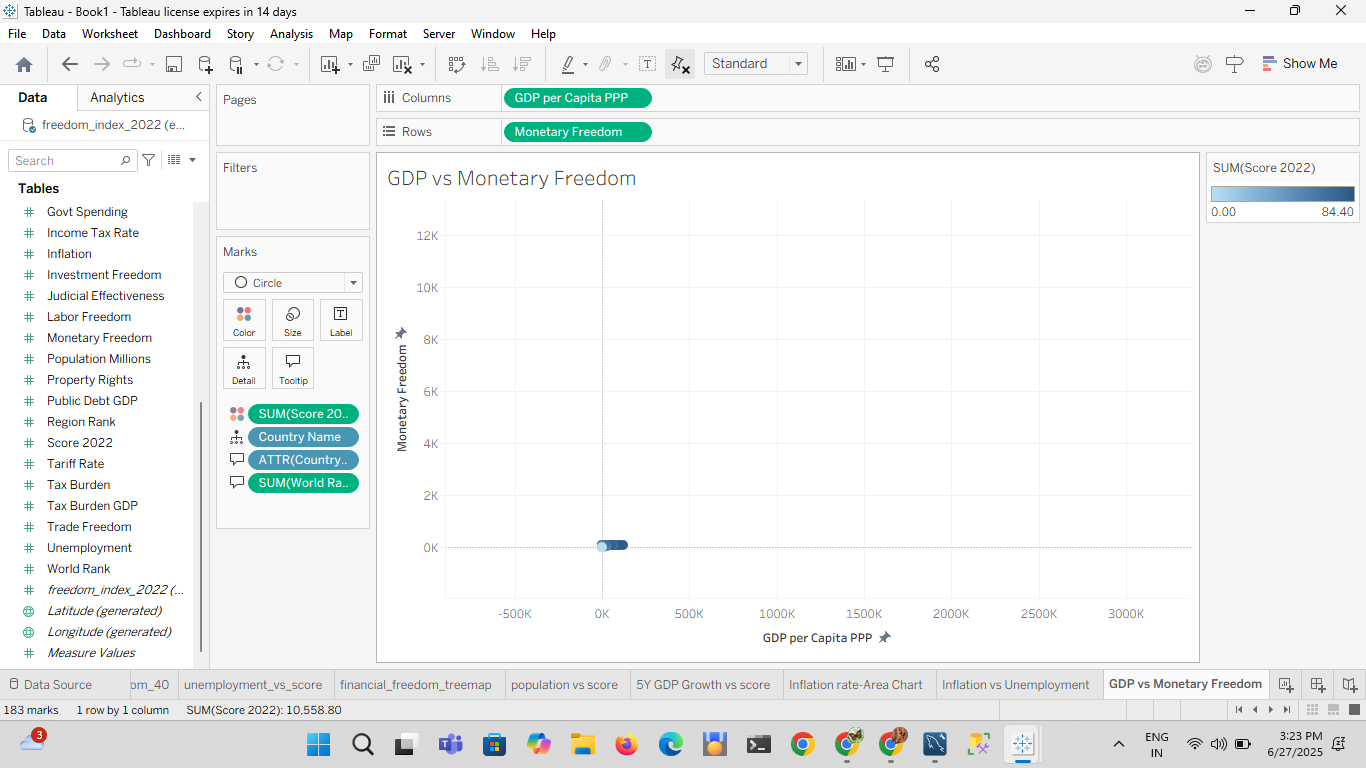 Tableau - Book1 - Tableau license expires in 14 days
File Data Worksheet Dashboard Story Analysis Map Format Server Window Help
Standard
Show Me
Data Analytics
freedom_index_2022 (e...
Search
Tables
Govt Spending
Income Tax Rate
Inflation
Investment Freedom
Judicial Effectiveness
Labor Freedom
Monetary Freedom
Population Millions
Property Rights
Public Debt GDP
Region Rank
Score 2022
Tariff Rate
Tax Burden
Tax Burden GDP
Trade Freedom
Unemployment
World Rank
freedom_index_2022 (...
Latitude (generated)
Longitude (generated)
Measure Values
Pages
Filters
Marks
Circle
Color Size Label
Detail Tooltip
SUM(Score 20..
Country Name
ATTR(Country..
SUM(World Ra..
Columns GDP per Capita PPP
Rows Monetary Freedom
GDP vs Monetary Freedom
12K
10K
8K
6K
4K
2K
0K
Monetary Freedom
-500K 0K 500K 1000K 1500K 2000K 2500K 3000K
GDP per Capita PPP
SUM(Score 2022)
0.00 84.40
Data Source om_40 unemployment_vs_score financial_freedom_treemap population vs score 5Y GDP Growth vs score Inflation rate-Area Chart Inflation vs Unemployment GDP vs Monetary Freedom
183 marks 1 row by 1 column SUM(Score 2022): 10,558.80
3
ENG
IN
3:23 PM
6/27/2025